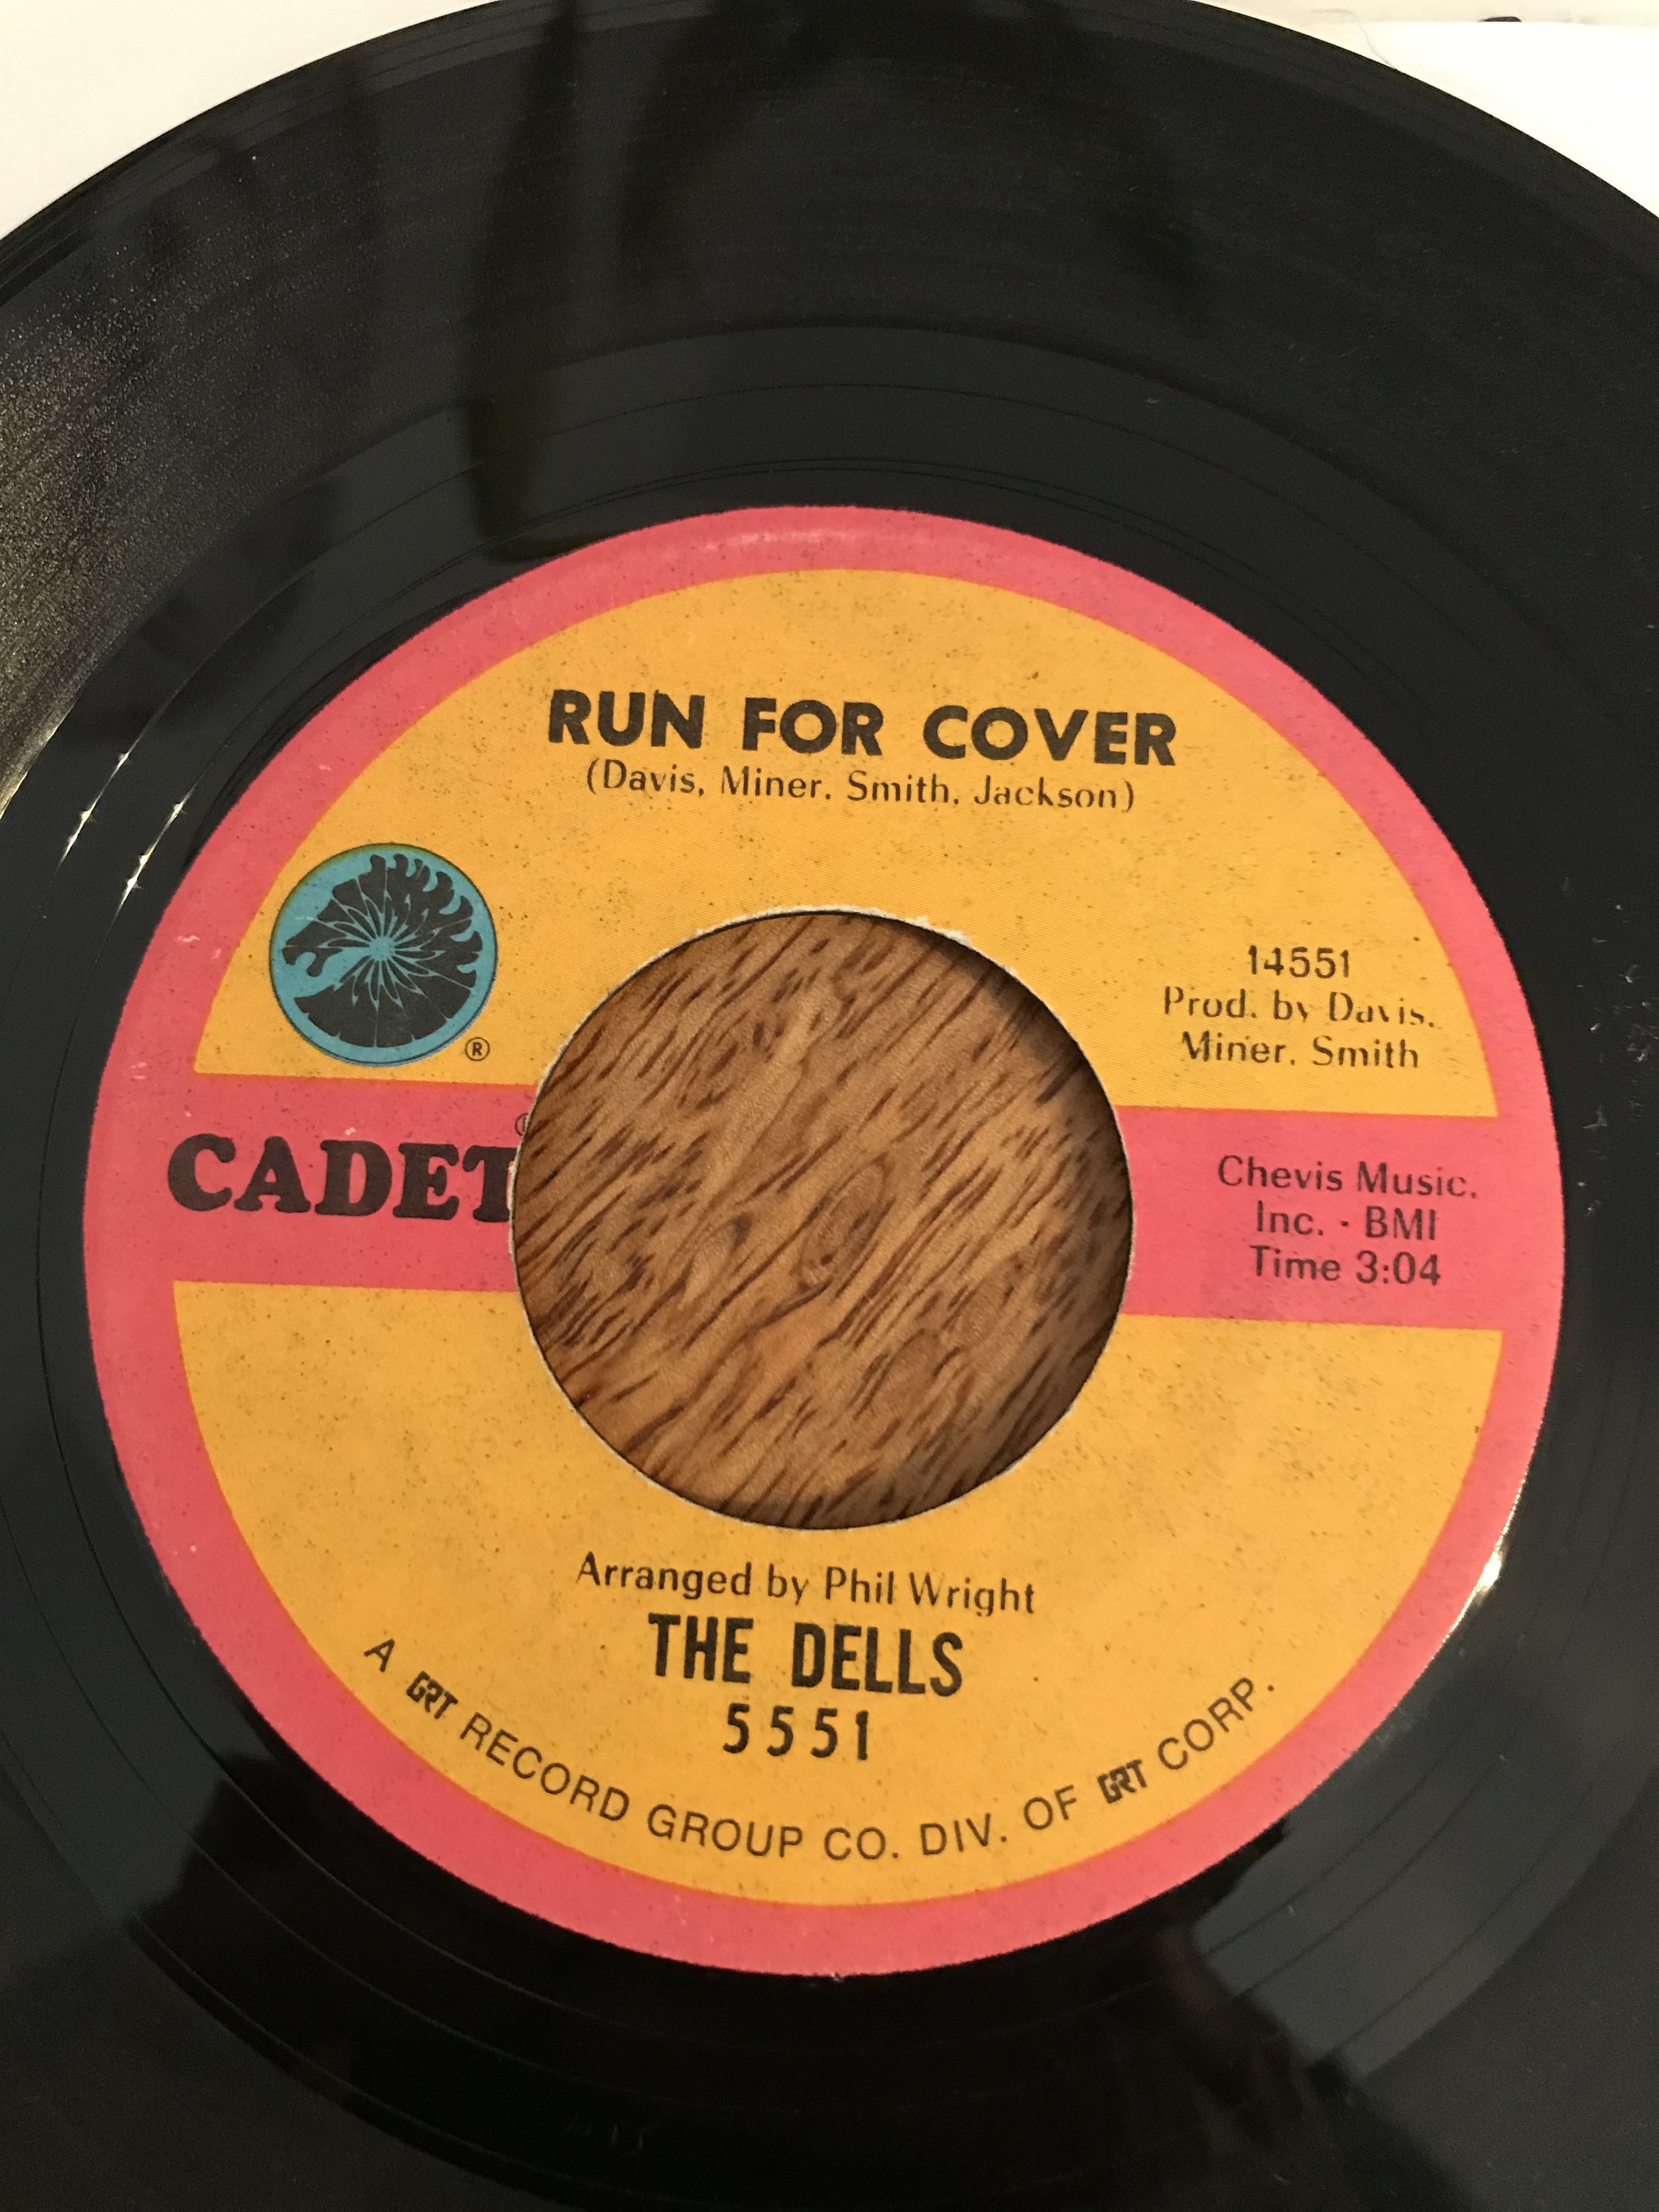 RUN FOR COVER
(Davis, Miner, Smith, Jackson)
®
14551
Prod. by Davis,
Miner, Smith
CADET
Chevis Music,
Inc. · BMI
Time 3:04
Arranged by Phil Wright
THE DELLS
5551
A GRT RECORD GROUP CO. DIV. OF GRT CORP.